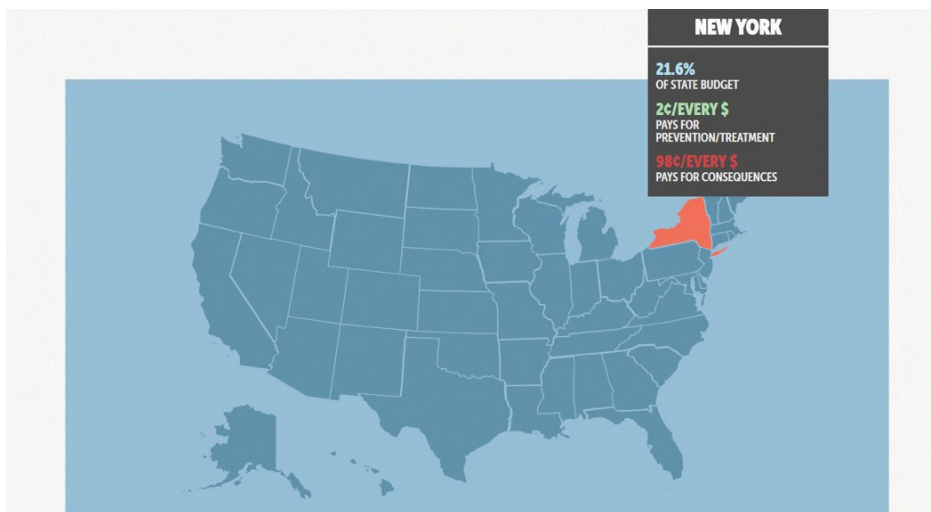 NEW YORK
21.6%
OF STATE BUDGET
2¢/EVERY $
PAYS FOR
PREVENTION/TREATMENT
98¢/EVERY $
PAYS FOR CONSEQUENCES